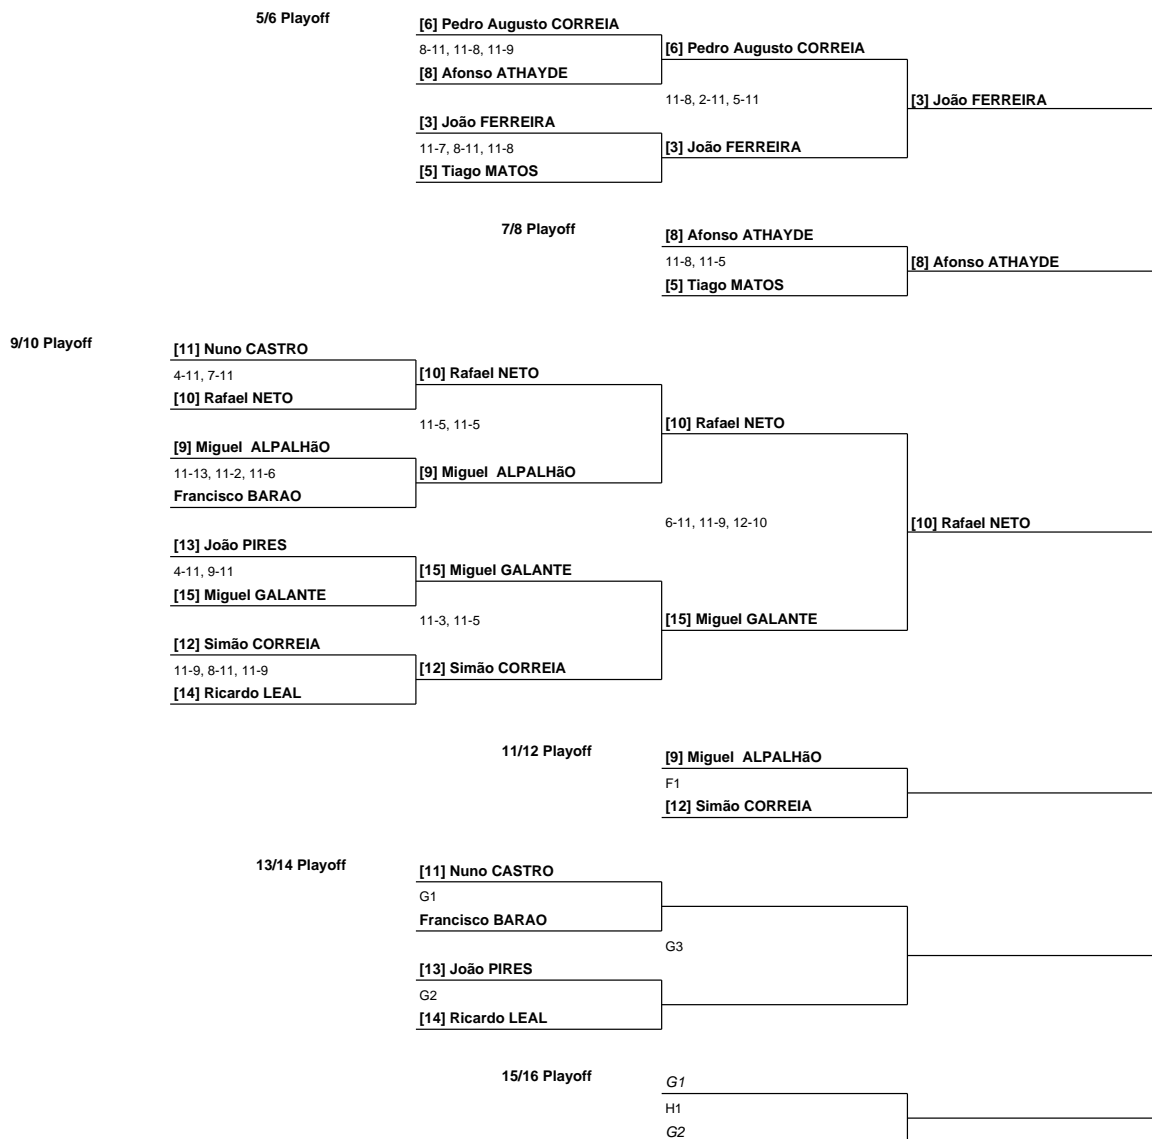 5/6 Playoff
[6] Pedro Augusto CORREIA
8-11, 11-8, 11-9
[6] Pedro Augusto CORREIA
[8] Afonso ATHAYDE
11-8, 2-11, 5-11
[3] João FERREIRA
[3] João FERREIRA
11-7, 8-11, 11-8
[3] João FERREIRA
[5] Tiago MATOS
7/8 Playoff
[8] Afonso ATHAYDE
11-8, 11-5
[8] Afonso ATHAYDE
[5] Tiago MATOS
9/10 Playoff
[11] Nuno CASTRO
4-11, 7-11
[10] Rafael NETO
[10] Rafael NETO
11-5, 11-5
[10] Rafael NETO
[9] Miguel  ALPALHãO
11-13, 11-2, 11-6
[9] Miguel  ALPALHãO
Francisco BARAO
6-11, 11-9, 12-10
[10] Rafael NETO
[13] João PIRES
4-11, 9-11
[15] Miguel GALANTE
[15] Miguel GALANTE
11-3, 11-5
[15] Miguel GALANTE
[12] Simão CORREIA
11-9, 8-11, 11-9
[12] Simão CORREIA
[14] Ricardo LEAL
11/12 Playoff
[9] Miguel  ALPALHãO
F1
[12] Simão CORREIA
13/14 Playoff
[11] Nuno CASTRO
G1
Francisco BARAO
G3
[13] João PIRES
G2
[14] Ricardo LEAL
15/16 Playoff
G1
H1
G2